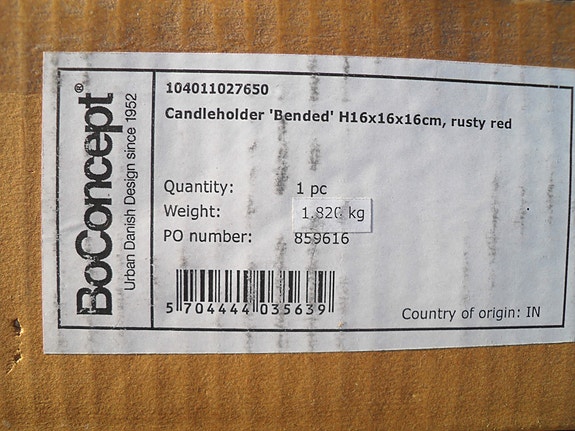 BoConcept®
Urban Danish Design since 1952
104011027650
Candleholder 'Bended' H16x16x16cm, rusty red
Quantity: 1 pc
Weight: 1,820 kg
PO number: 859616
5 704444 035639
Country of origin: IN